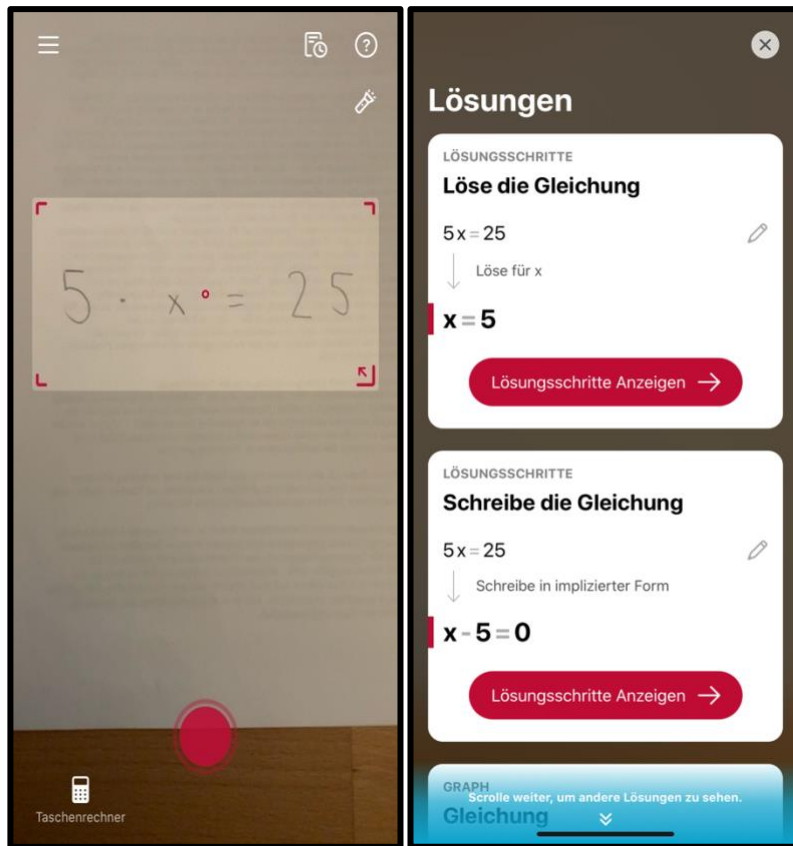 5 · x = 25
Taschenrechner
Lösungen
LÖSUNGSSCHRITTE
Löse die Gleichung
5x = 25
Löse für x
x = 5
Lösungsschritte Anzeigen
LÖSUNGSSCHRITTE
Schreibe die Gleichung
5x = 25
Schreibe in implizierter Form
x - 5 = 0
Lösungsschritte Anzeigen
GRAPH
Scrolle weiter, um andere Lösungen zu sehen.
Gleichung